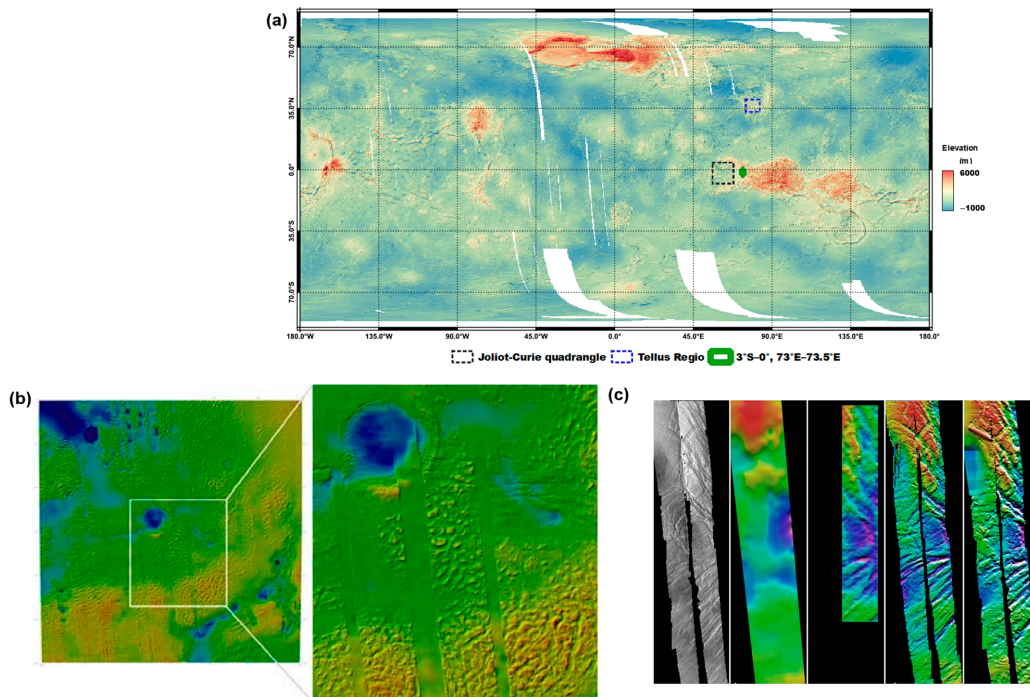 (a)
70.0°N
35.0°N
0.0°
35.0°S
70.0°S
180.0°W 135.0°W 90.0°W 45.0°W 0.0° 45.0°E 90.0°E 135.0°E 180.0°
Elevation
(m)
6000
−1000
Joliot-Curie quadrangle Tellus Regio 3°S–0°, 73°E–73.5°E
(b)
(c)